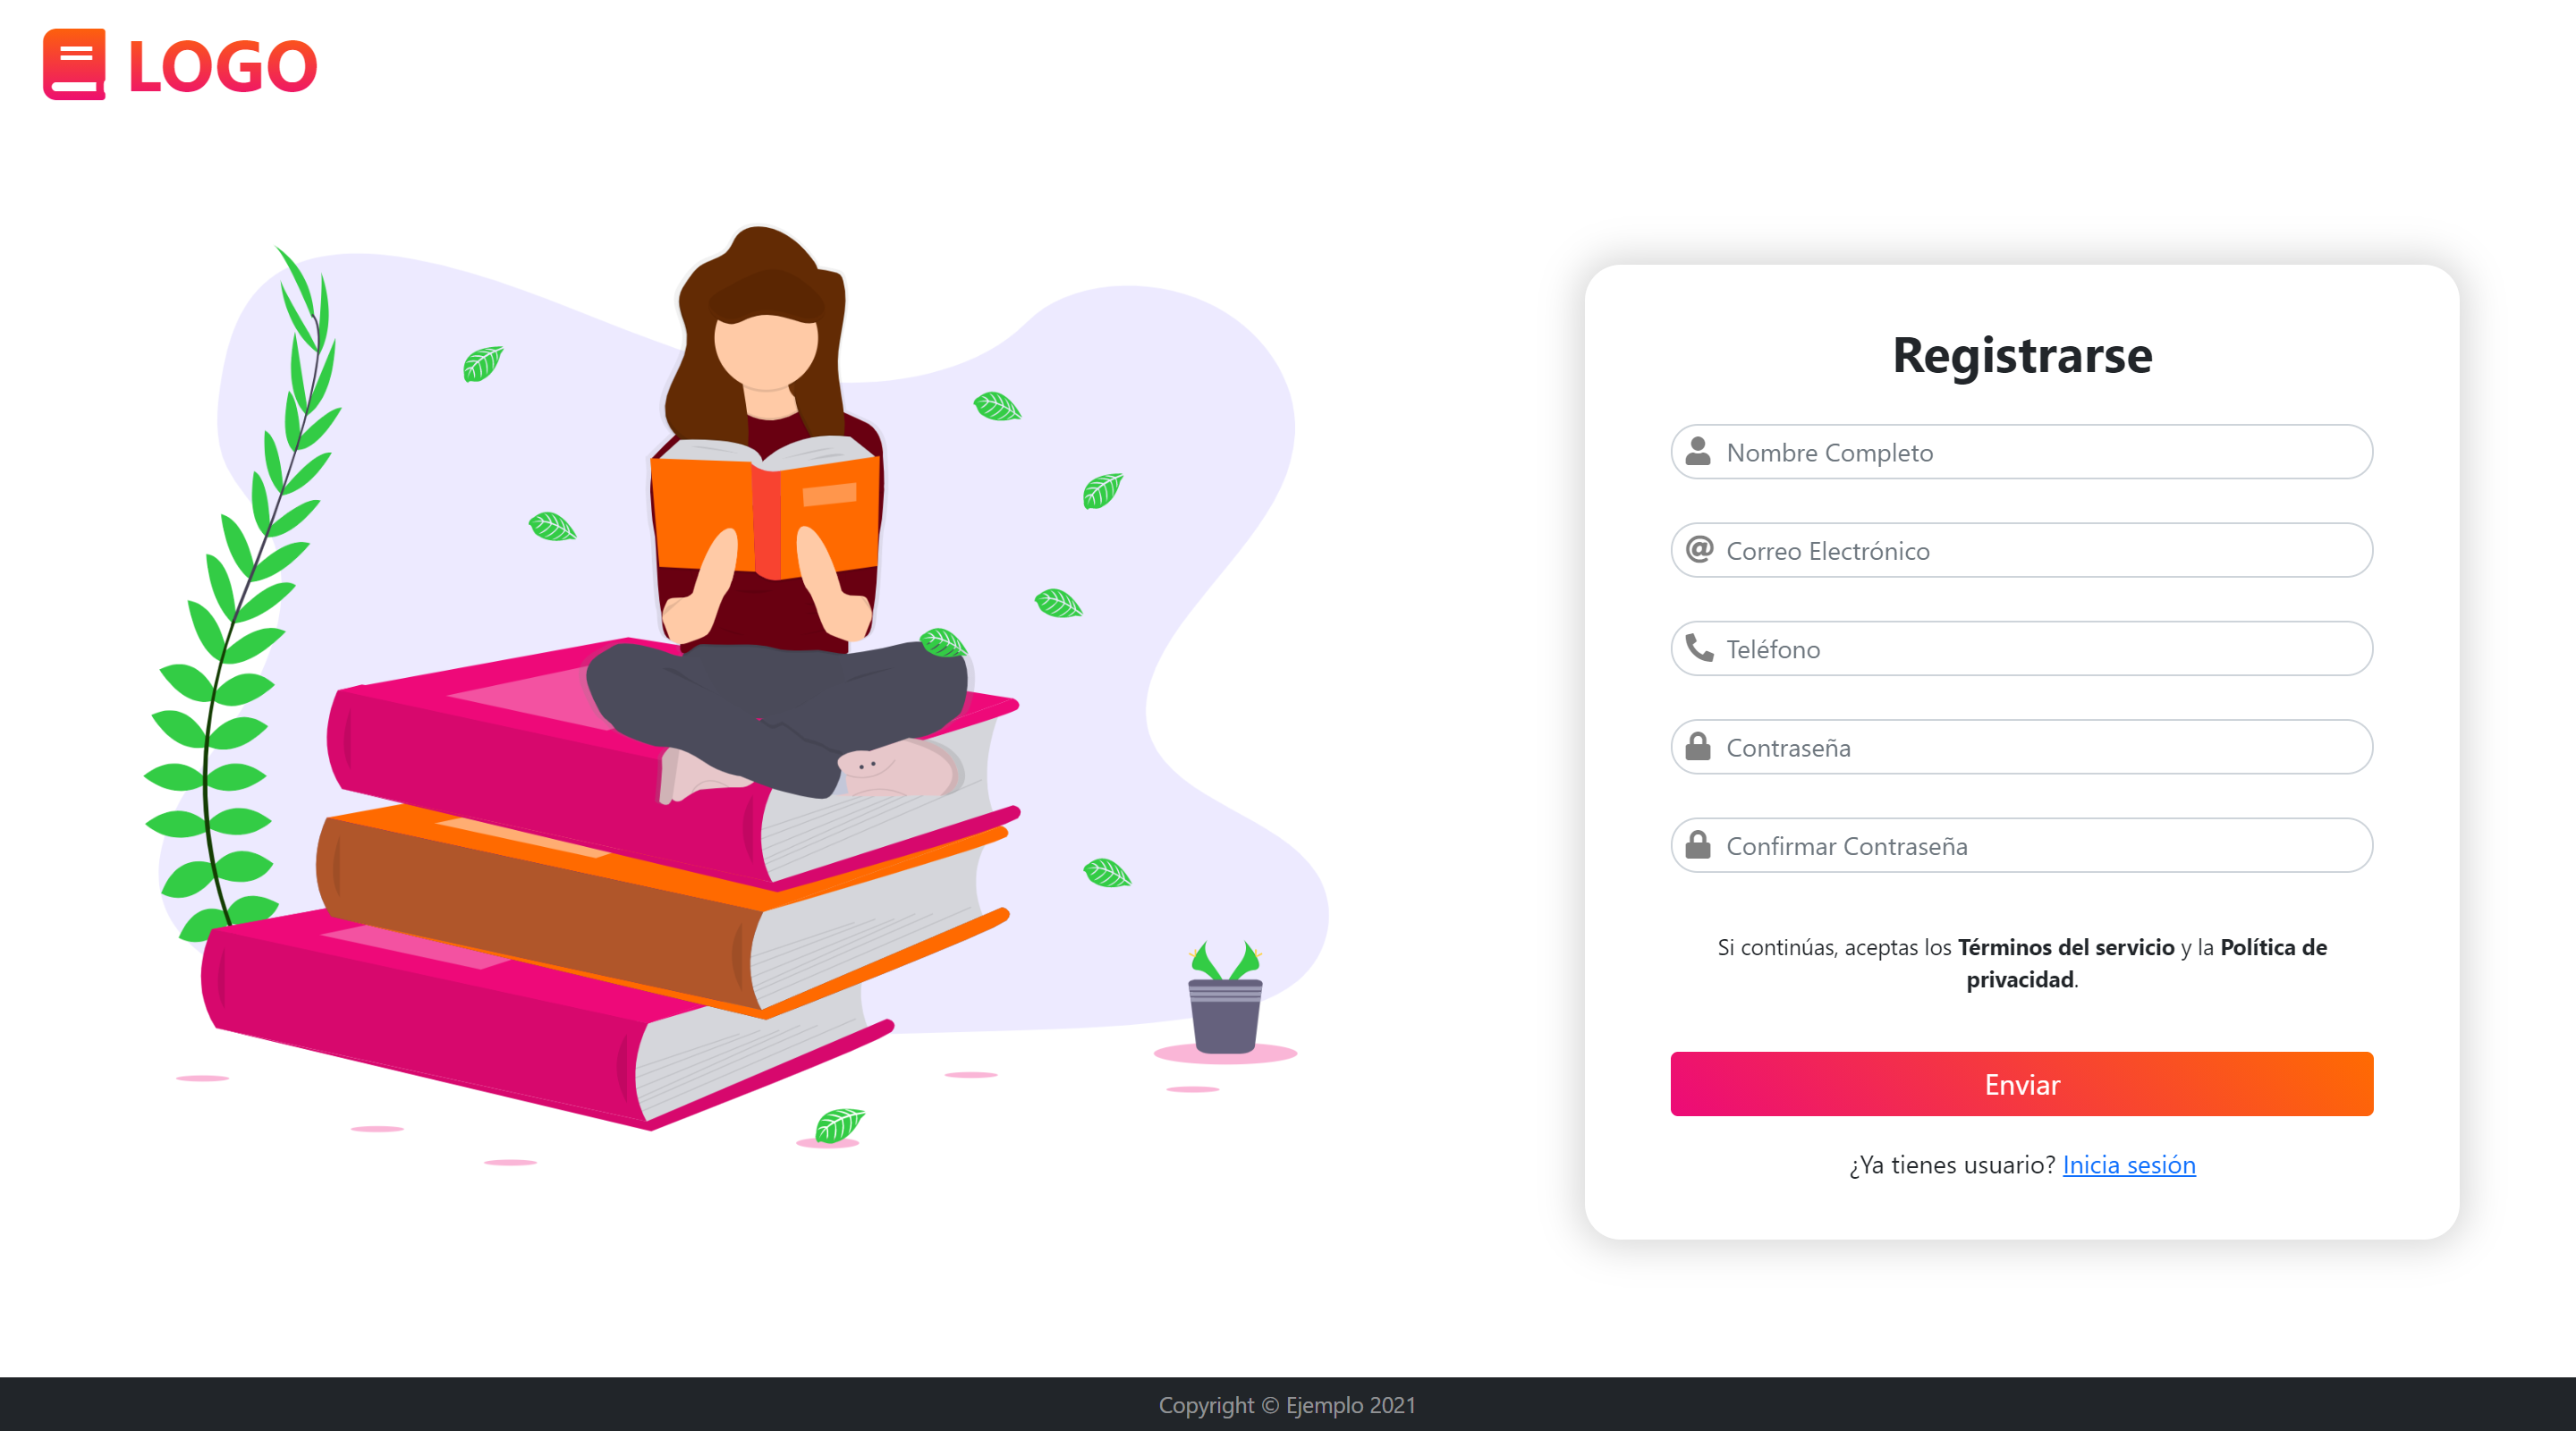 LOGO
Registrarse
Nombre Completo
Correo Electrónico
Teléfono
Contraseña
Confirmar Contraseña
Si continúas, aceptas los Términos del servicio y la Política de
privacidad.
Enviar
¿Ya tienes usuario? Inicia sesión
Copyright © Ejemplo 2021